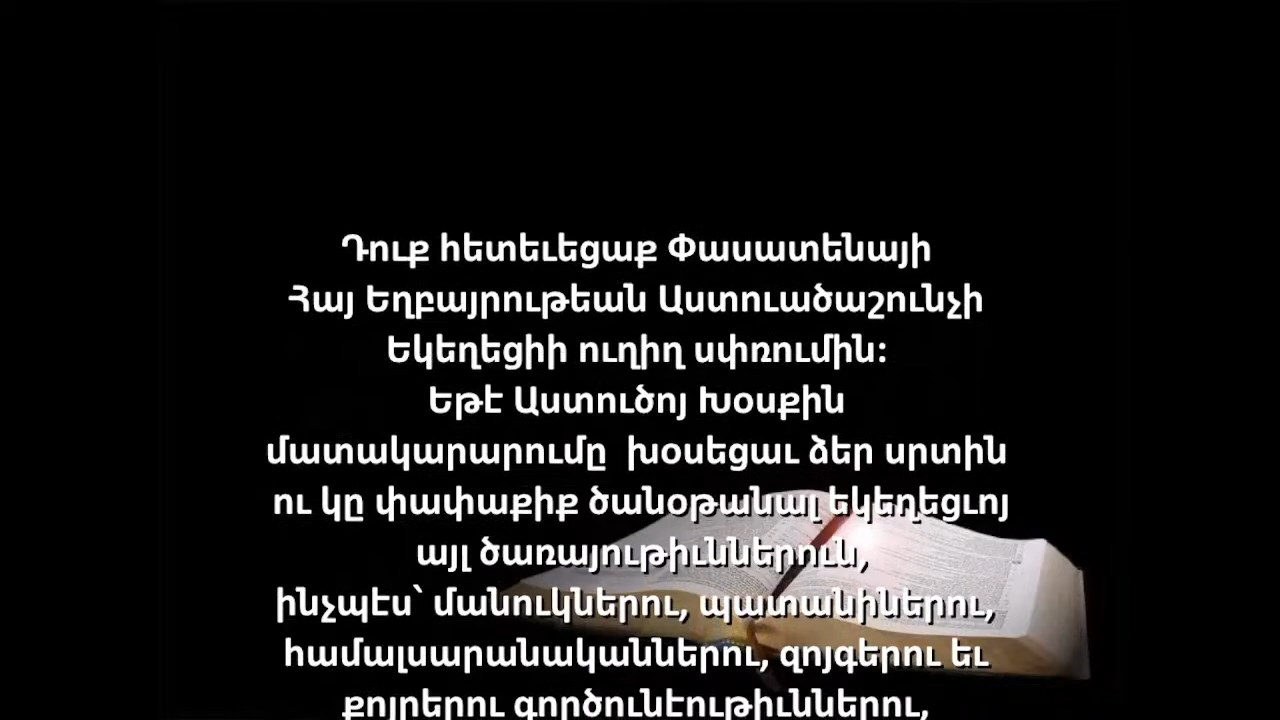 Դուք հետեւեցաք Փասատենայի
Հայ Եղբայրութեան Աստուածաշունչի
Եկեղեցիի ուղիղ սփռումին։
Եթէ Աստուծոյ Խօսքին
մատակարարումը  խօսեցաւ ձեր սրտին
ու կը փափաքիք ծանօթանալ եկեղեցւոյ
այլ ծառայութիւններուն,
ինչպէս՝ մանուկներու, պատանիներու,
համալսարանականներու, զոյգերու եւ
քոյրերու գործունէութիւններու,